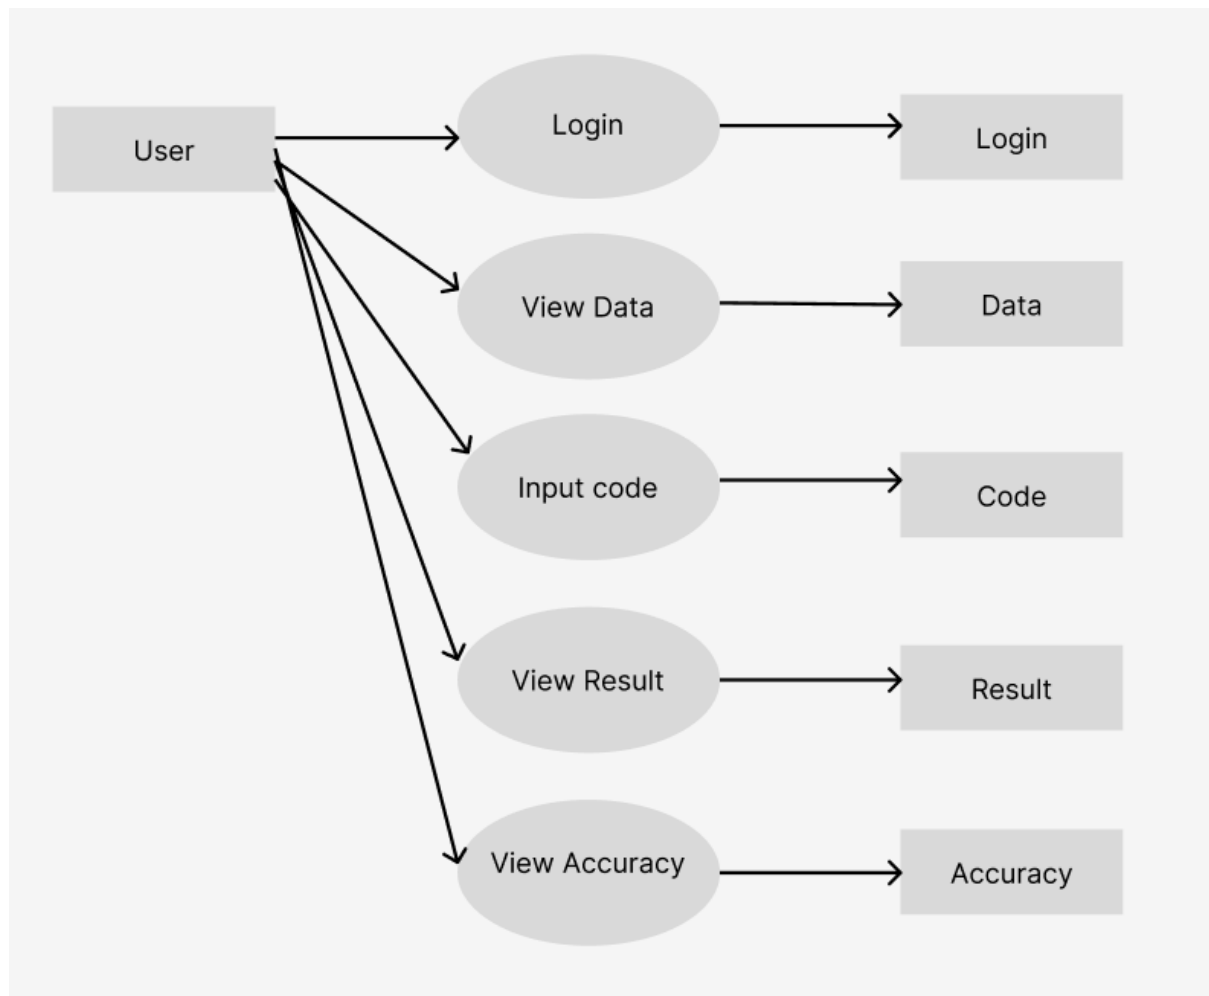 User
Login
Login
View Data
Data
Input code
Code
View Result
Result
View Accuracy
Accuracy